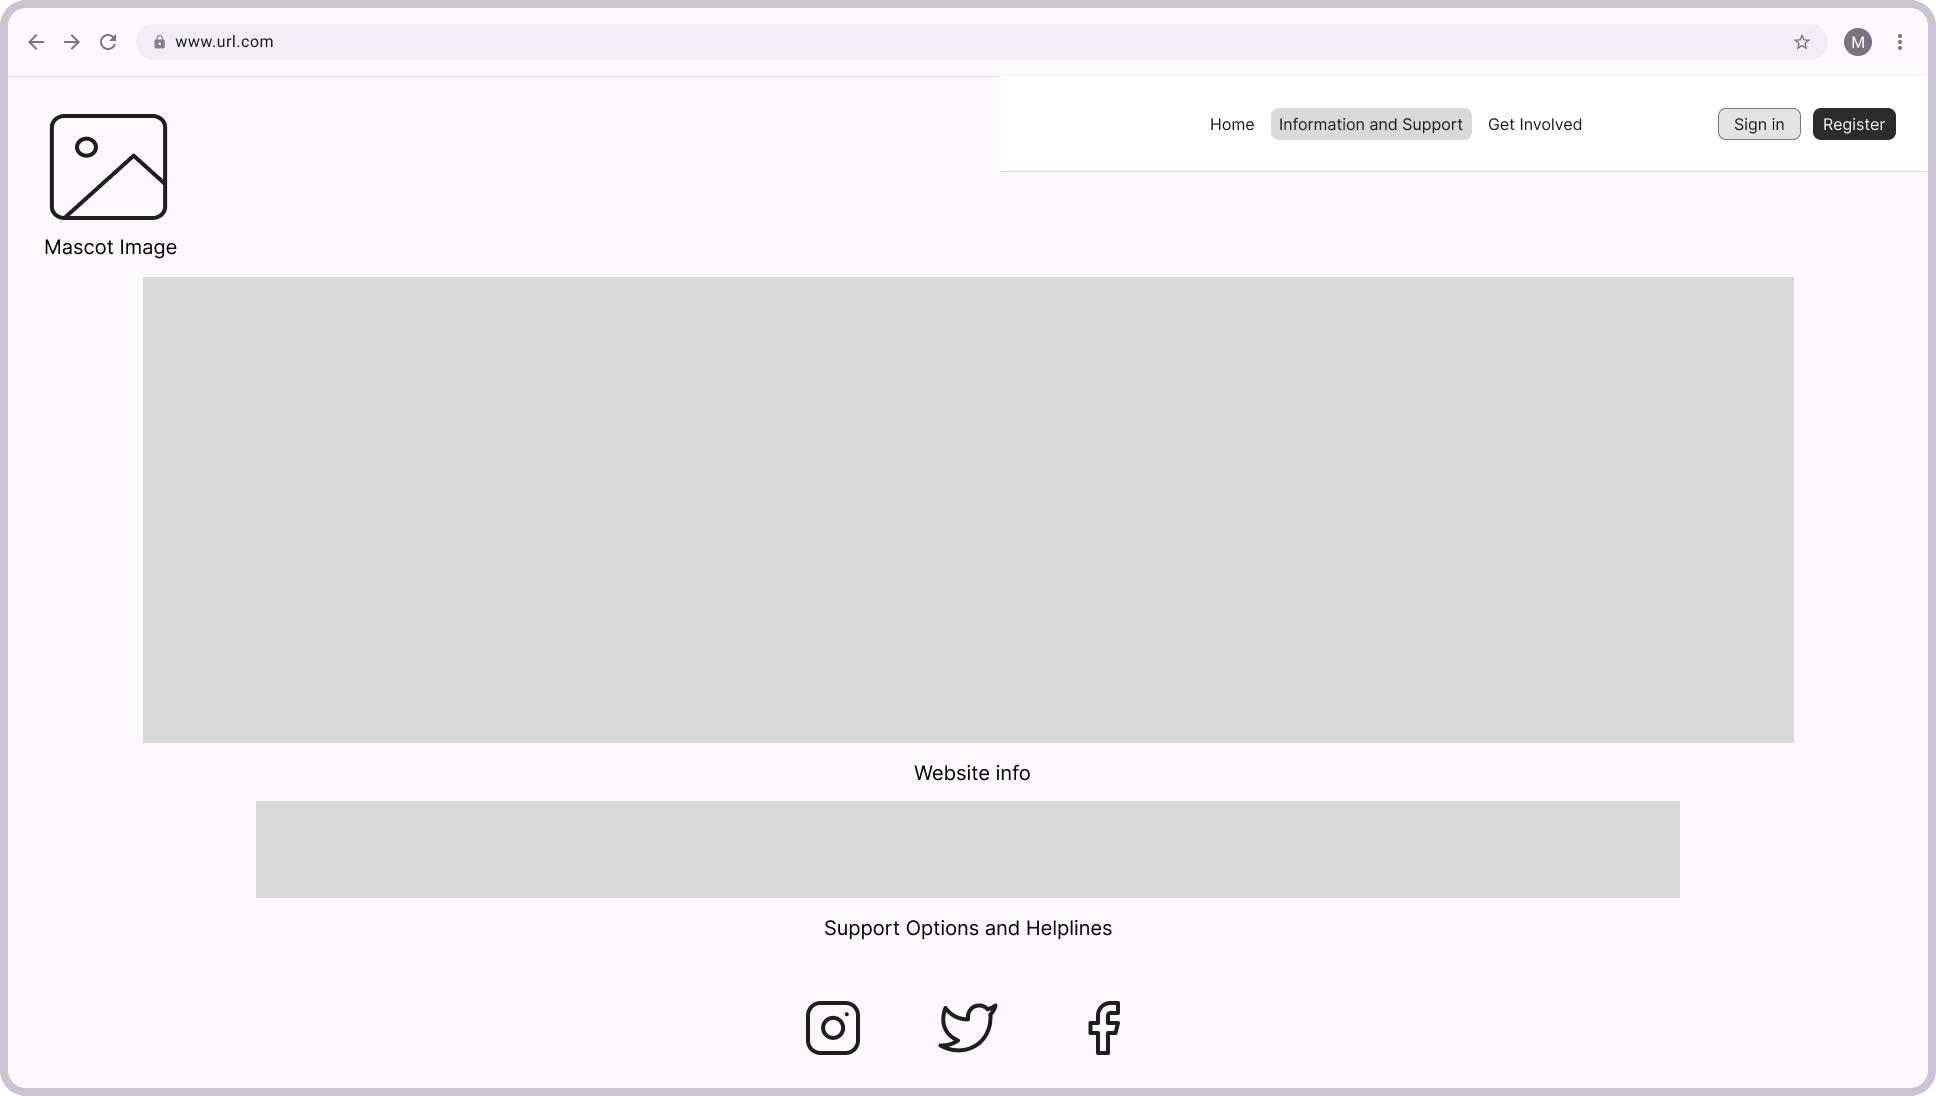 www.url.com
M
Home Information and Support Get Involved Sign in Register
Mascot Image
Website info
Support Options and Helplines